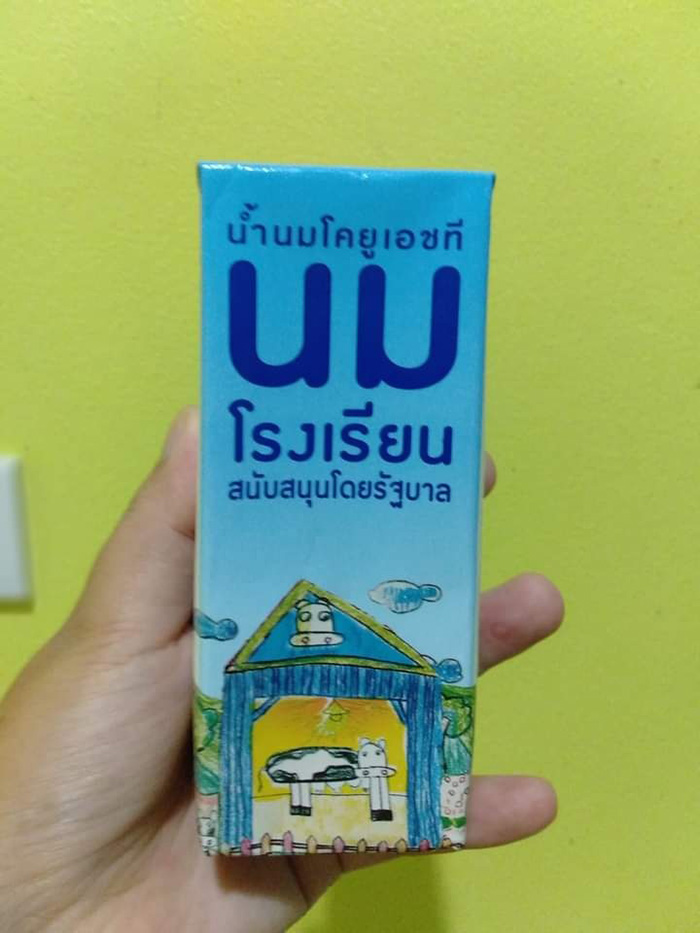 น้ำนมโคยูเอชที
นม
โรงเรียน
สนับสนุนโดยรัฐบาล